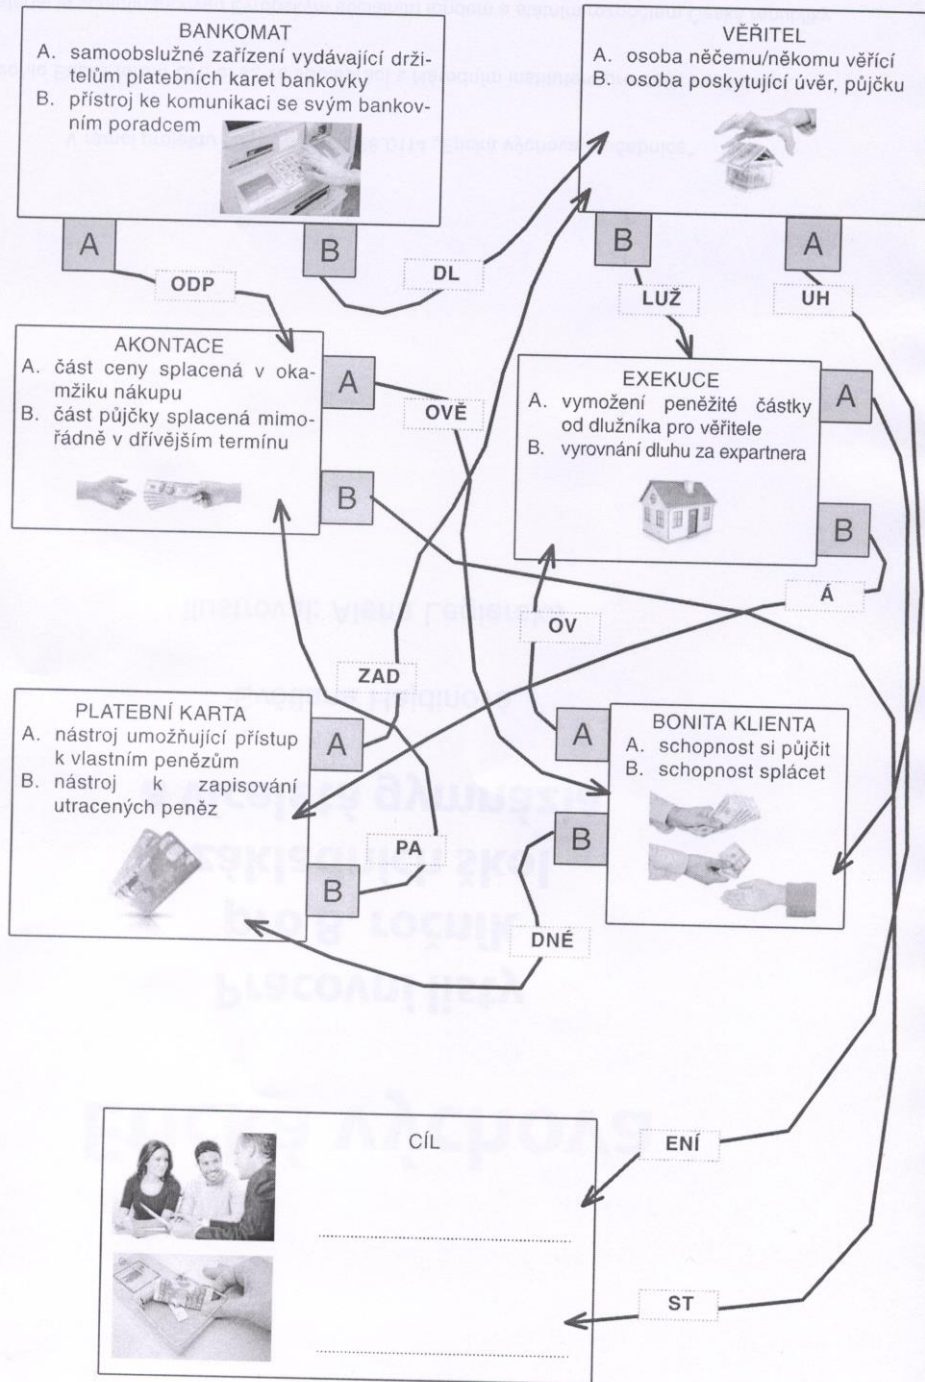 BANKOMAT
A. samoobslužné zařízení vydávající drži-
telům platebních karet bankovky
B. přístroj ke komunikaci se svým bankov-
ním poradcem
VĚŘITEL
A. osoba něčemu/někomu věřící
B. osoba poskytující úvěr, půjčku
A
B
B
A
ODP
DL
LUŽ
UH
AKONTACE
A. část ceny splacená v oka-
mžiku nákupu
B. část půjčky splacená mimo-
řádně v dřívějším termínu
A
B
OVĚ
EXEKUCE
A. vymožení peněžité částky
od dlužníka pro věřitele
B. vyrovnání dluhu za expartnera
A
B
Á
OV
ZAD
PLATEBNÍ KARTA
A. nástroj umožňující přístup
k vlastním penězům
B. nástroj k zapisování
utracených peněz
A
B
PA
BONITA KLIENTA
A. schopnost si půjčit
B. schopnost splácet
A
B
DNÉ
CÍL
ENÍ
ST